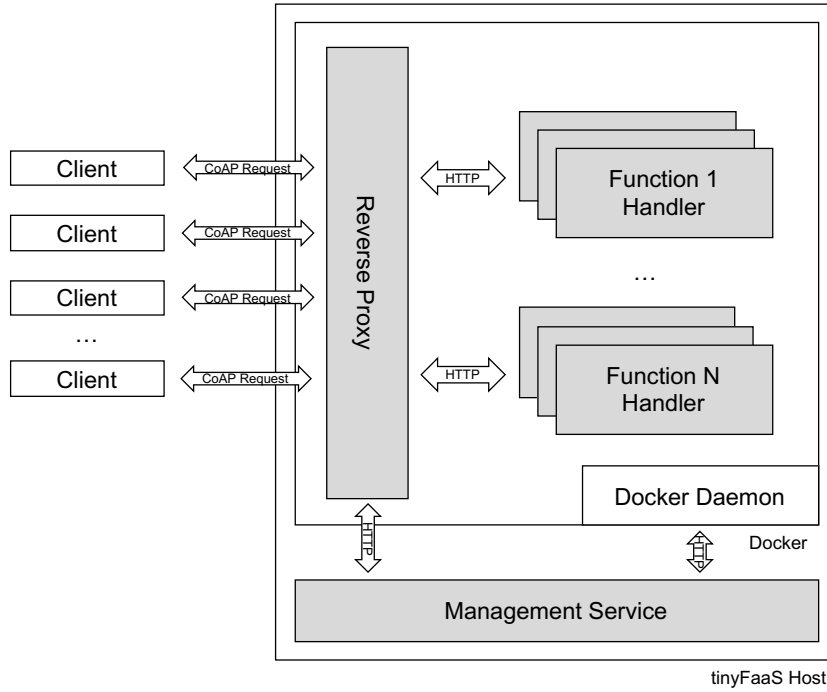 Client
CoAP Request
Client
CoAP Request
Client
CoAP Request
…
Client
CoAP Request
Reverse Proxy
HTTP
Function 1
Handler
…
HTTP
Function N
Handler
Docker Daemon
HTTP
HTTP
Docker
Management Service
tinyFaaS Host